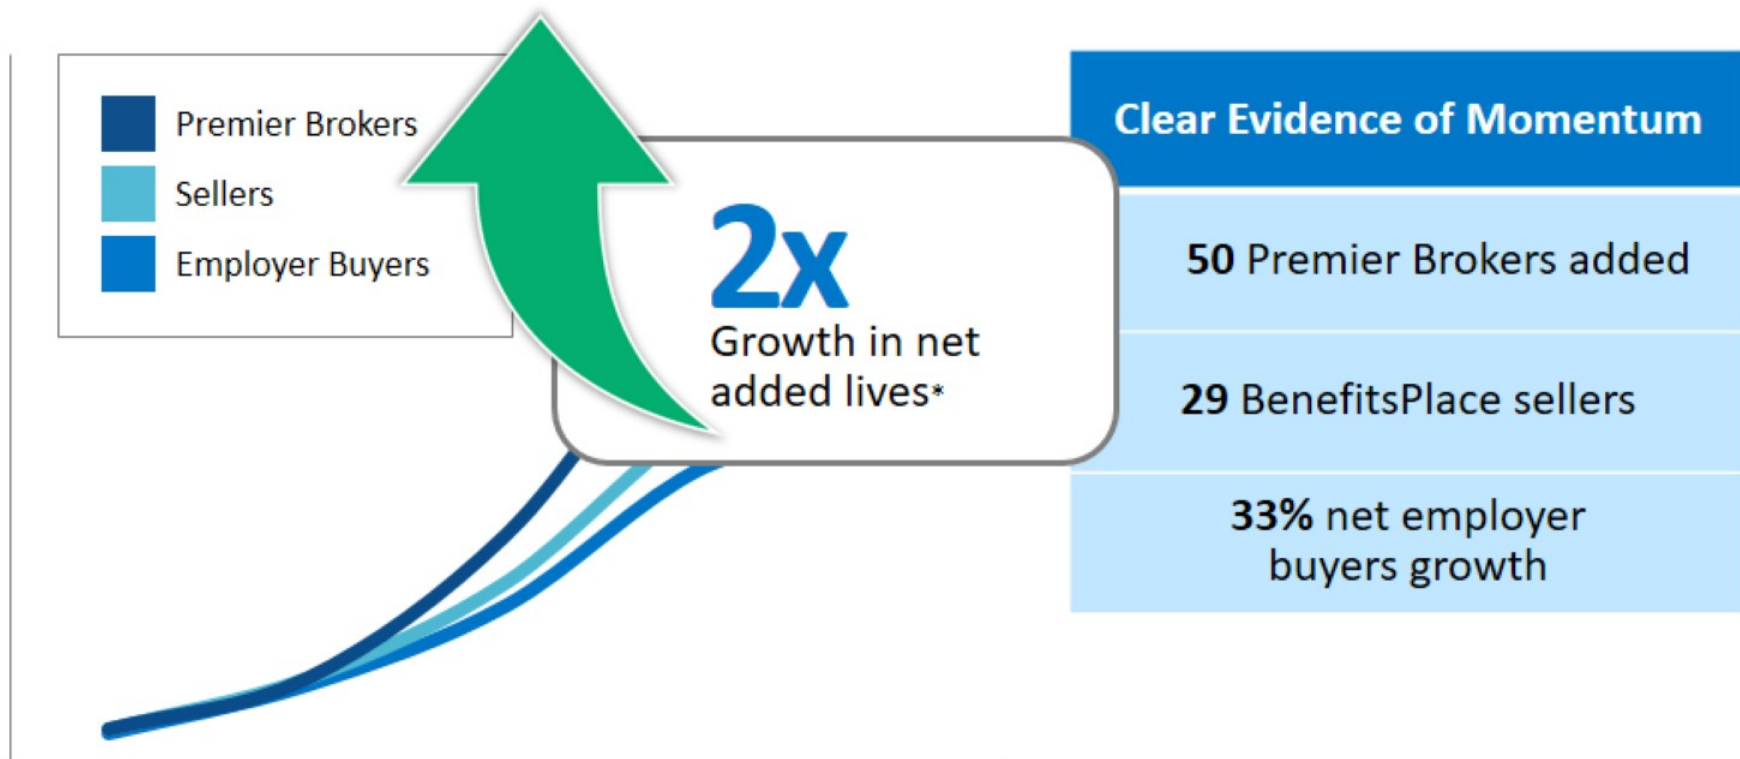 Premier Brokers
Sellers
Employer Buyers
2x
Growth in net
added lives*
Clear Evidence of Momentum
50 Premier Brokers added
29 BenefitsPlace sellers
33% net employer
buyers growth